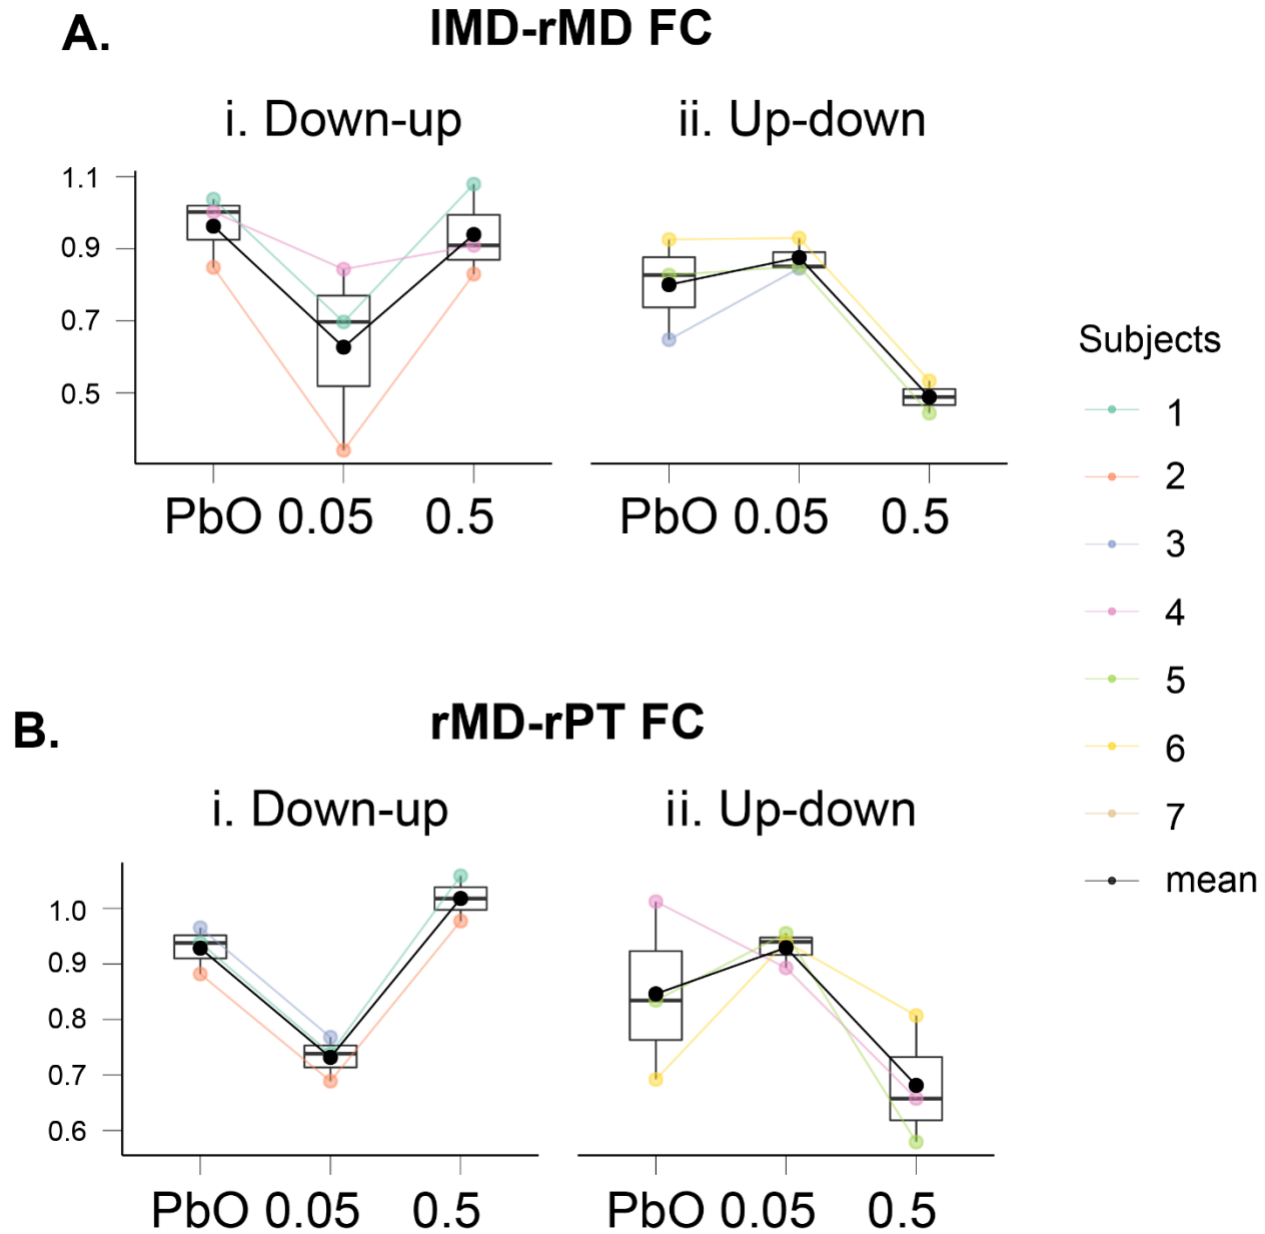 A.
lMD-rMD FC
i. Down-up
ii. Up-down
1.1
0.9
0.7
0.5
PbO 0.05 0.5
PbO 0.05 0.5
Subjects
1
2
3
4
5
6
7
mean
B.
rMD-rPT FC
i. Down-up
ii. Up-down
1.0
0.9
0.8
0.7
0.6
PbO 0.05 0.5
PbO 0.05 0.5